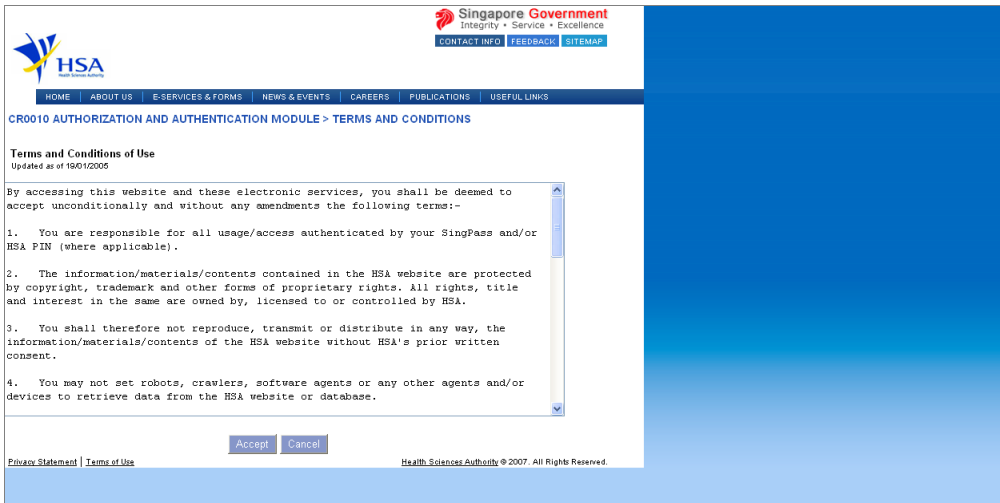 Singapore Government
Integrity • Service • Excellence
CONTACT INFO FEEDBACK SITEMAP
HSA
Health Sciences Authority
HOME ABOUT US E-SERVICES & FORMS NEWS & EVENTS CAREERS PUBLICATIONS USEFUL LINKS
CR0010 AUTHORIZATION AND AUTHENTICATION MODULE > TERMS AND CONDITIONS
Terms and Conditions of Use
Updated as of 19/01/2005
By accessing this website and these electronic services, you shall be deemed to
accept unconditionally and without any amendments the following terms:-
1. You are responsible for all usage/access authenticated by your SingPass and/or
HSA PIN (where applicable).
2. The information/materials/contents contained in the HSA website are protected
by copyright, trademark and other forms of proprietary rights. All rights, title
and interest in the same are owned by, licensed to or controlled by HSA.
3. You shall therefore not reproduce, transmit or distribute in any way, the
information/materials/contents of the HSA website without HSA's prior written
consent.
4. You may not set robots, crawlers, software agents or any other agents and/or
devices to retrieve data from the HSA website or database.
Accept Cancel
Privacy Statement | Terms of Use Health Sciences Authority © 2007. All Rights Reserved.